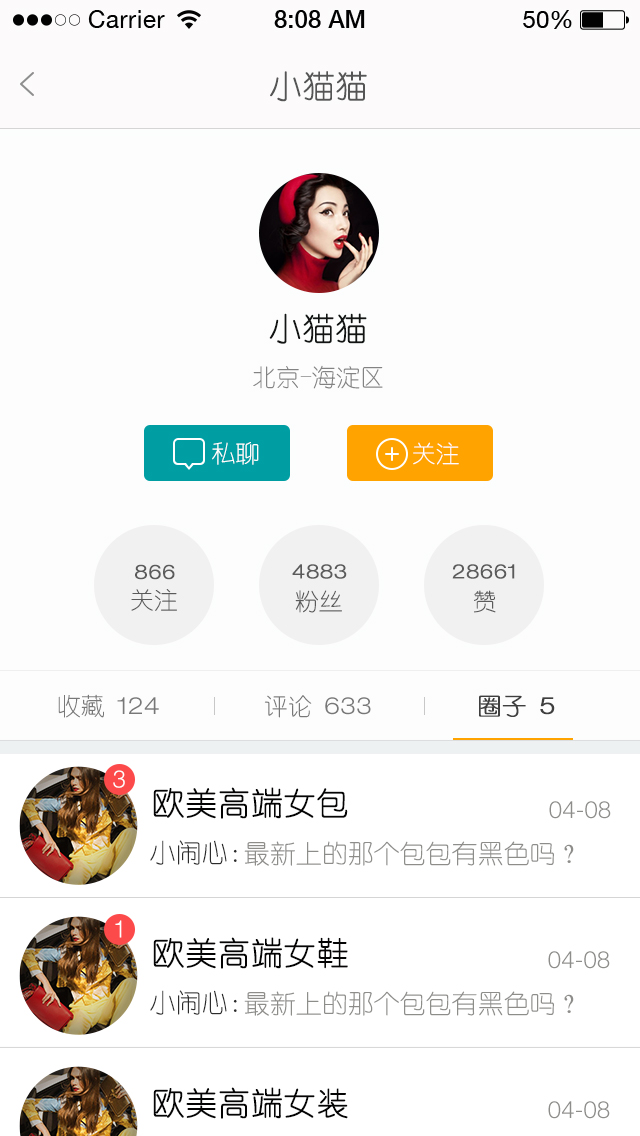 Carrier 8:08 AM 50%
小猫猫
小猫猫
北京-海淀区
私聊 关注
866 4883 28661
关注 粉丝 赞
收藏 124 评论 633 圈子 5
3
欧美高端女包 04-08
小闹心:最新上的那个包包有黑色吗?
1
欧美高端女鞋 04-08
小闹心:最新上的那个包包有黑色吗?
欧美高端女装 04-08